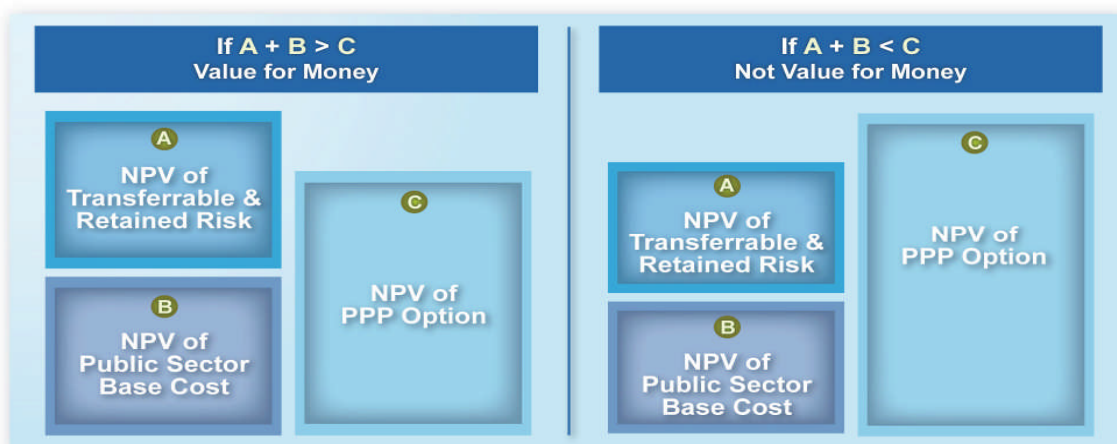 If A + B > C
Value for Money
A
NPV of
Transferrable &
Retained Risk
B
NPV of
Public Sector
Base Cost
C
NPV of
PPP Option
If A + B < C
Not Value for Money
A
NPV of
Transferrable &
Retained Risk
B
NPV of
Public Sector
Base Cost
C
NPV of
PPP Option